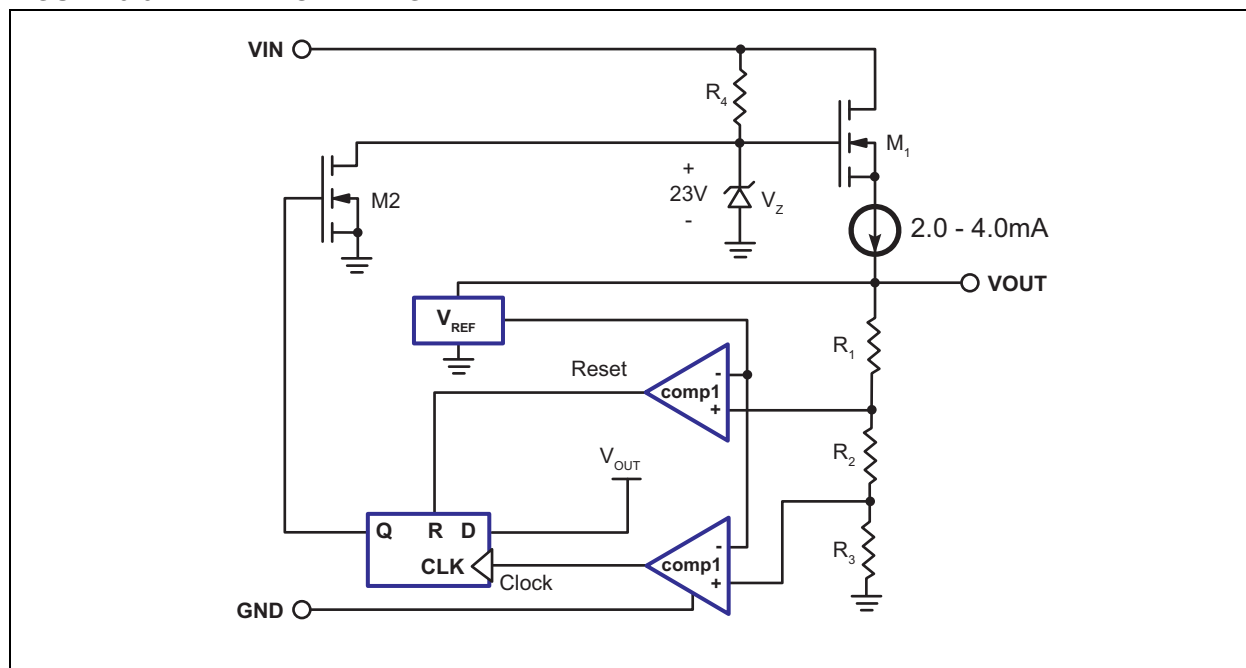 VIN
R4
M1
+
23V
-
VZ
M2
2.0 - 4.0mA
VOUT
VREF
R1
Reset
-
comp1
+
R2
VOUT
Q R D
-
comp1
+
R3
CLK
Clock
GND